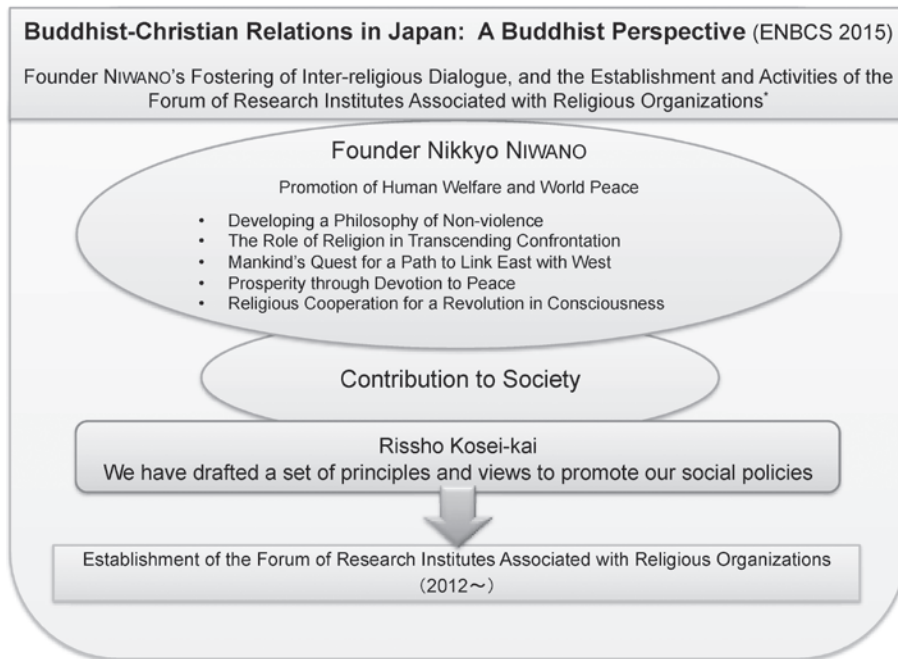 Buddhist-Christian Relations in Japan: A Buddhist Perspective (ENBCS 2015)
Founder NIWANO's Fostering of Inter-religious Dialogue, and the Establishment and Activities of the
Forum of Research Institutes Associated with Religious Organizations*
Founder Nikkyo NIWANO
Promotion of Human Welfare and World Peace
• Developing a Philosophy of Non-violence
• The Role of Religion in Transcending Confrontation
• Mankind's Quest for a Path to Link East with West
• Prosperity through Devotion to Peace
• Religious Cooperation for a Revolution in Consciousness
Contribution to Society
Rissho Kosei-kai
We have drafted a set of principles and views to promote our social policies
Establishment of the Forum of Research Institutes Associated with Religious Organizations
(2012～)